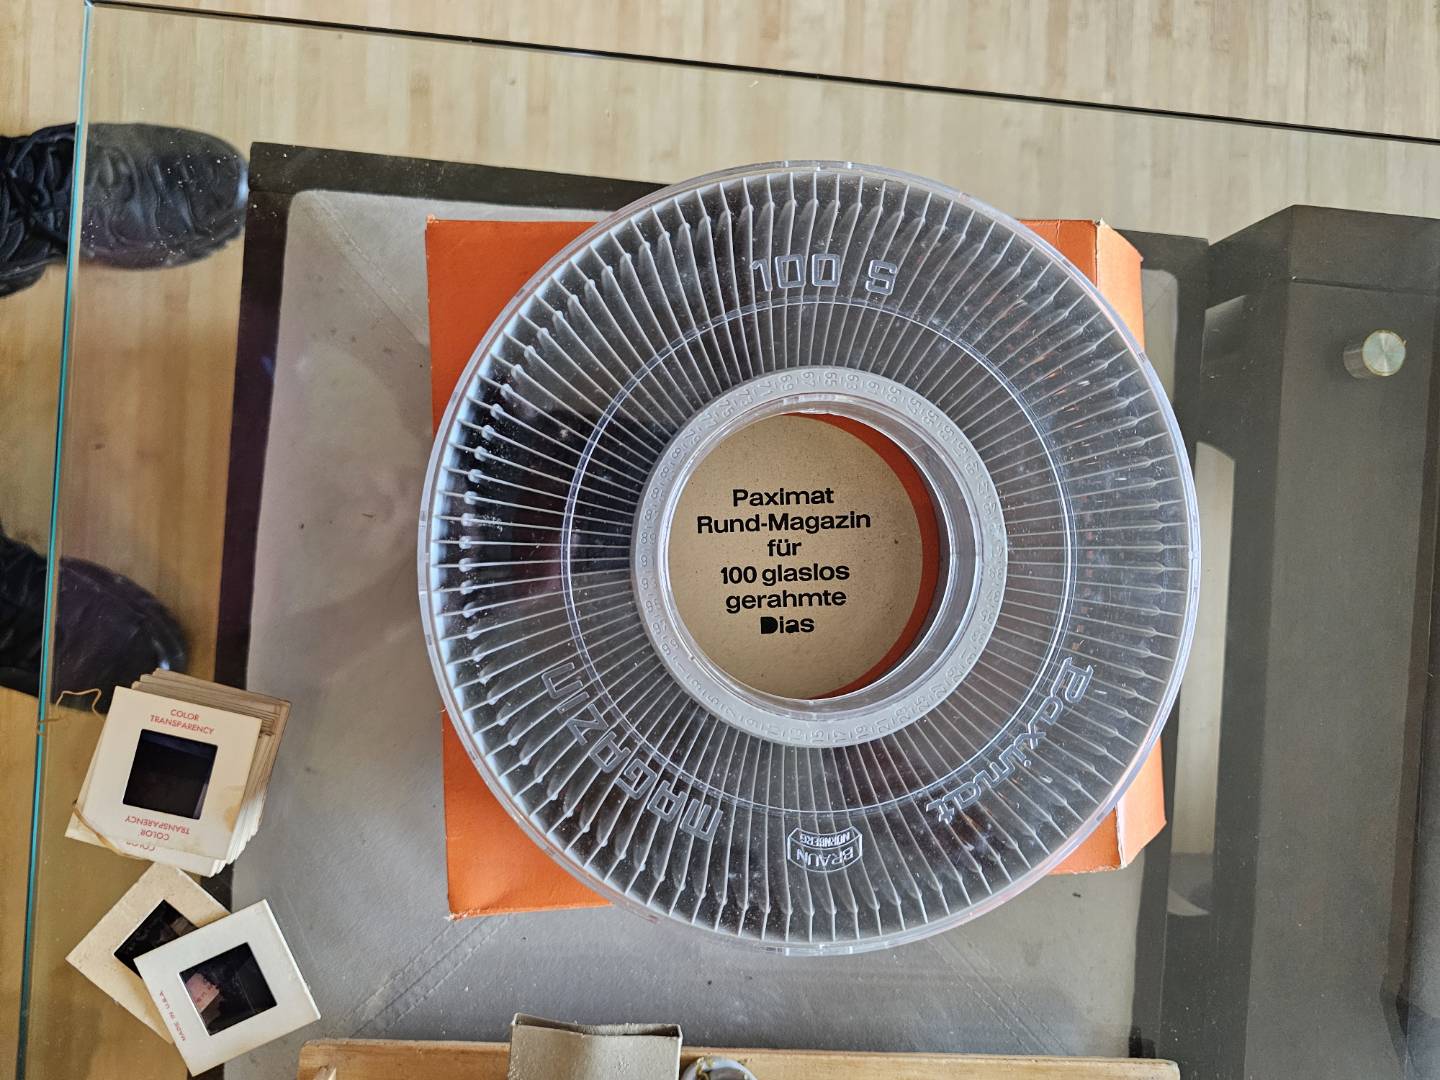 100 S
Paximat
Rund-Magazin
für
100 glaslos
gerahmte
Dias
MAGAZIN
Paximat
BRAUN
NÜRNBERG
COLOR
TRANSPARENCY
COLOR
TRANSPARENCY
COLOR
MADE IN U.S.A.